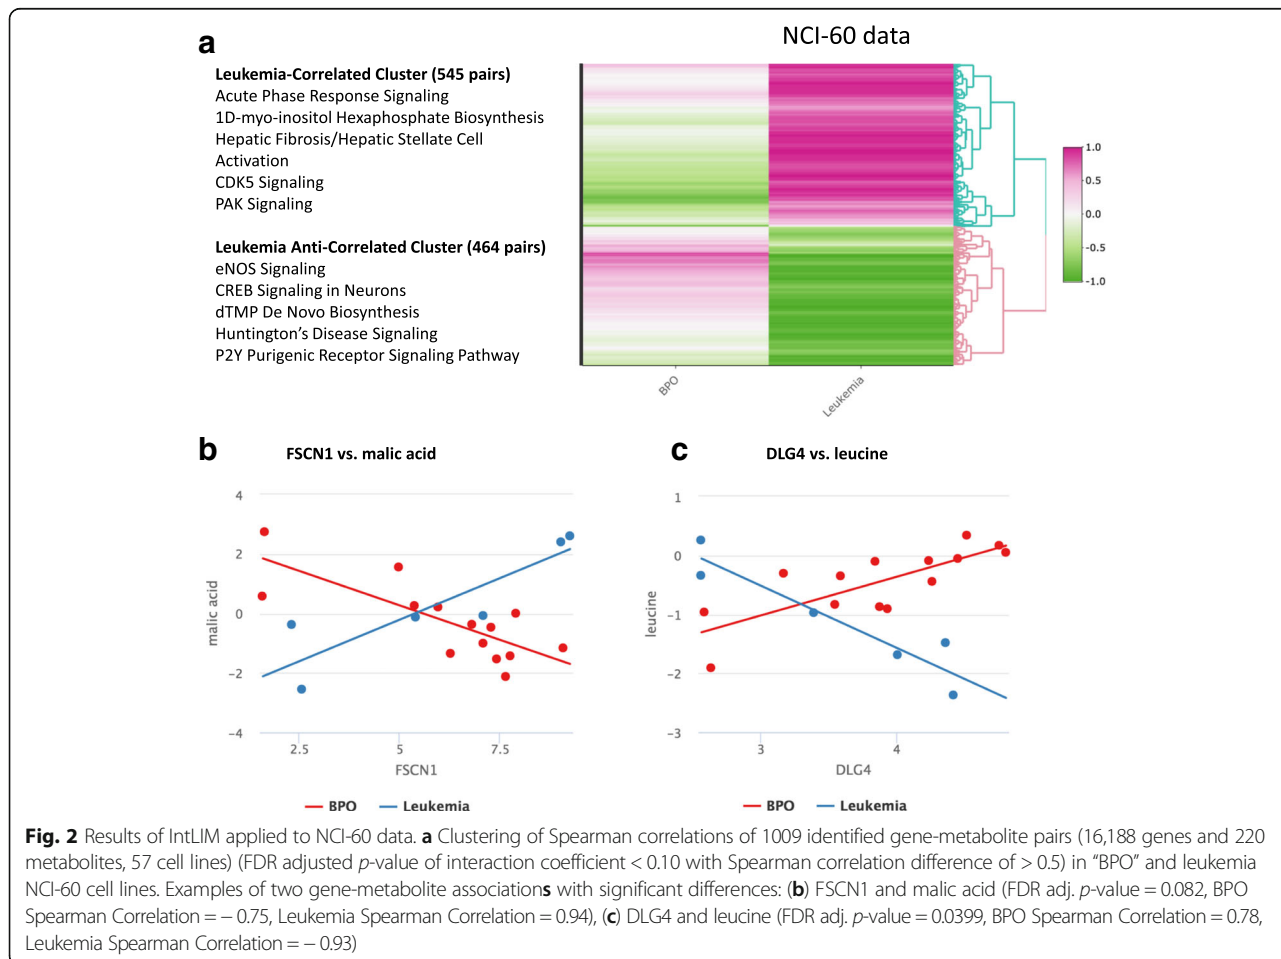 a
NCI-60 data
Leukemia-Correlated Cluster (545 pairs)
Acute Phase Response Signaling
1D-myo-inositol Hexaphosphate Biosynthesis
Hepatic Fibrosis/Hepatic Stellate Cell
Activation
CDK5 Signaling
PAK Signaling
Leukemia Anti-Correlated Cluster (464 pairs)
eNOS Signaling
CREB Signaling in Neurons
dTMP De Novo Biosynthesis
Huntington's Disease Signaling
P2Y Purigenic Receptor Signaling Pathway
1.0
0.5
0.0
-0.5
-1.0
BPO
Leukemia
b
FSCN1 vs. malic acid
4
2
0
−2
−4
malic acid
2.5
5
7.5
FSCN1
BPO
Leukemia
c
DLG4 vs. leucine
1
0
−1
−2
−3
leucine
3
4
DLG4
BPO
Leukemia
Fig. 2 Results of IntLIM applied to NCI-60 data. a Clustering of Spearman correlations of 1009 identified gene-metabolite pairs (16,188 genes and 220
metabolites, 57 cell lines) (FDR adjusted p-value of interaction coefficient < 0.10 with Spearman correlation difference of > 0.5) in “BPO” and leukemia
NCI-60 cell lines. Examples of two gene-metabolite associations with significant differences: (b) FSCN1 and malic acid (FDR adj. p-value = 0.082, BPO
Spearman Correlation = − 0.75, Leukemia Spearman Correlation = 0.94), (c) DLG4 and leucine (FDR adj. p-value = 0.0399, BPO Spearman Correlation = 0.78,
Leukemia Spearman Correlation = − 0.93)